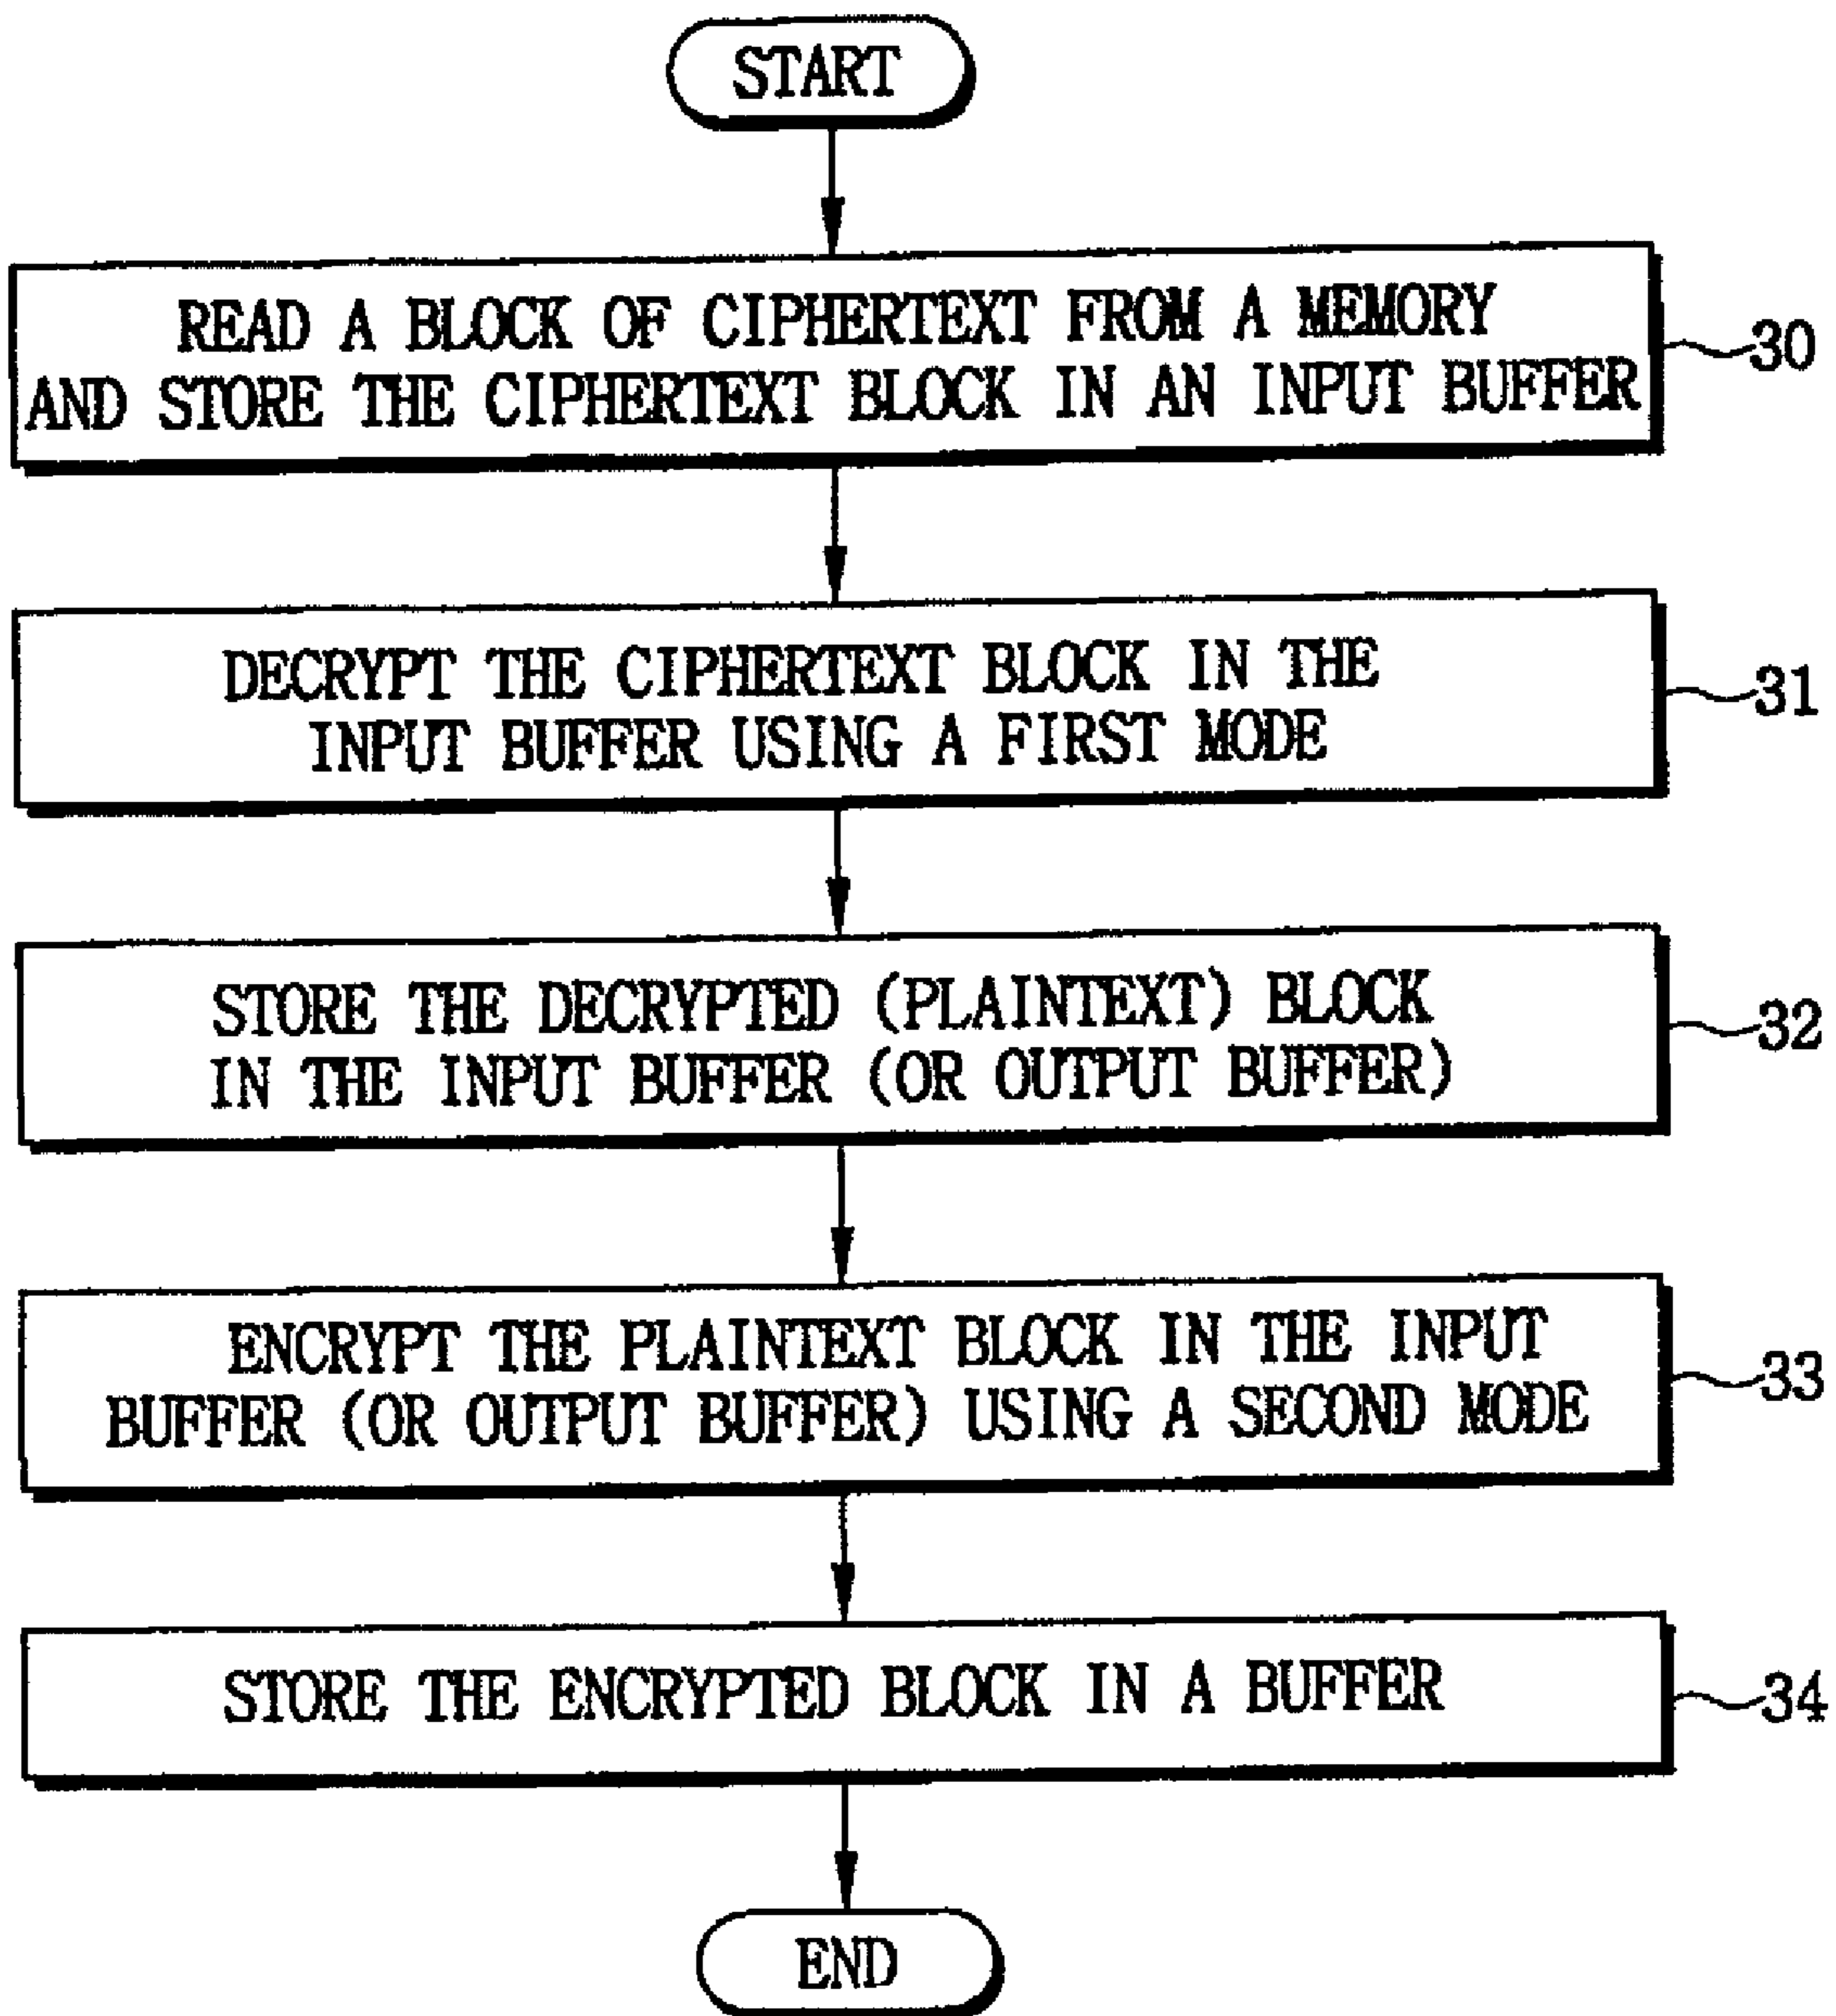 START
READ A BLOCK OF CIPHERTEXT FROM A MEMORY
AND STORE THE CIPHERTEXT BLOCK IN AN INPUT BUFFER
30
DECRYPT THE CIPHERTEXT BLOCK IN THE
INPUT BUFFER USING A FIRST MODE
31
STORE THE DECRYPTED (PLAINTEXT) BLOCK
IN THE INPUT BUFFER (OR OUTPUT BUFFER)
32
ENCRYPT THE PLAINTEXT BLOCK IN THE INPUT
BUFFER (OR OUTPUT BUFFER) USING A SECOND MODE
33
STORE THE ENCRYPTED BLOCK IN A BUFFER
34
END